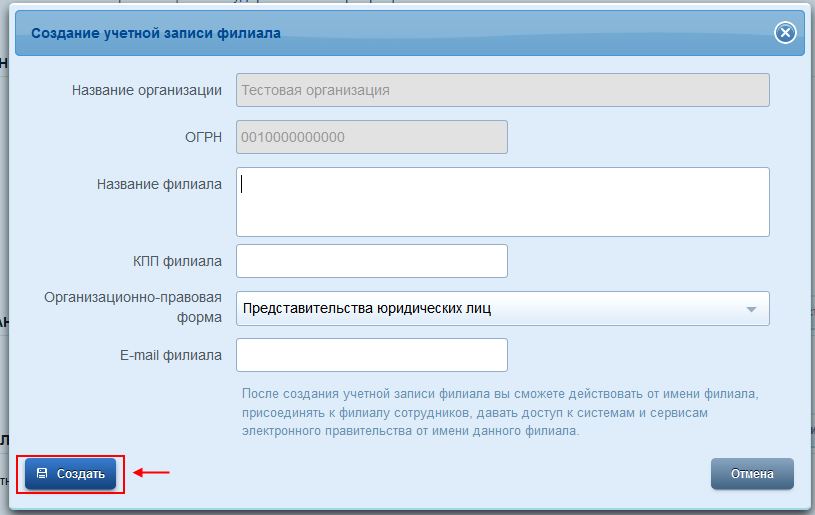 Создание учетной записи филиала
Название организации
Тестовая организация
ОГРН
0010000000000
Название филиала
КПП филиала
Организационно-правовая
форма
Представительства юридических лиц
E-mail филиала
После создания учетной записи филиала вы сможете действовать от имени филиала,
присоединять к филиалу сотрудников, давать доступ к системам и сервисам
электронного правительства от имени данного филиала.
Создать
Отмена